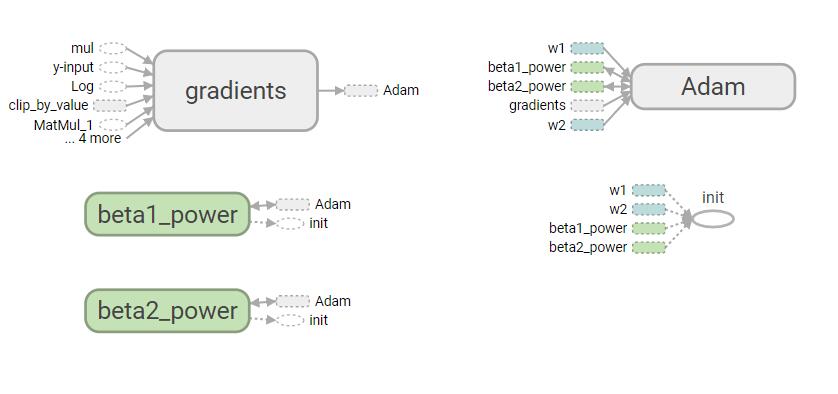 mul
y-input
Log
clip_by_value
MatMul_1
... 4 more
gradients
Adam
w1
beta1_power
beta2_power
gradients
w2
Adam
beta1_power
Adam
init
w1
w2
beta1_power
beta2_power
init
beta2_power
Adam
init